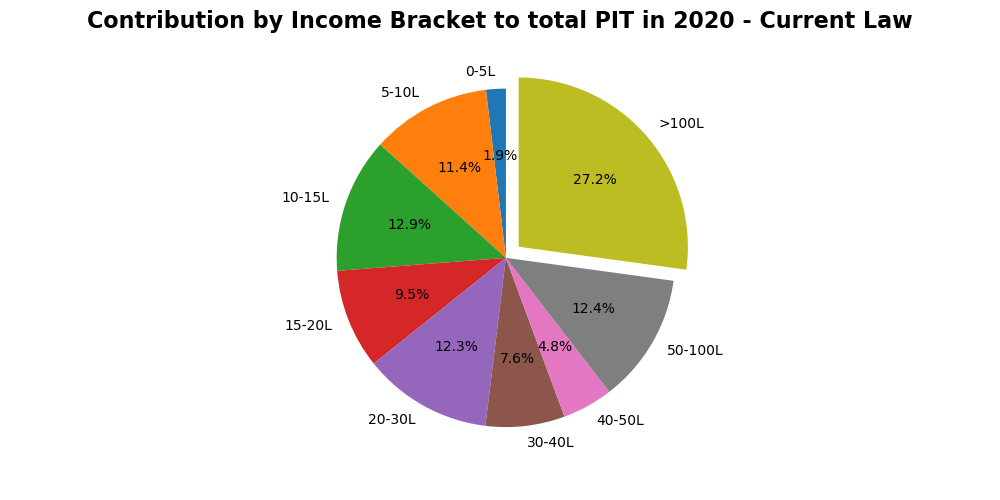 Contribution by Income Bracket to total PIT in 2020 - Current Law
0-5L
1.9%
5-10L
11.4%
10-15L
12.9%
15-20L
9.5%
20-30L
12.3%
30-40L
7.6%
40-50L
4.8%
50-100L
12.4%
>100L
27.2%